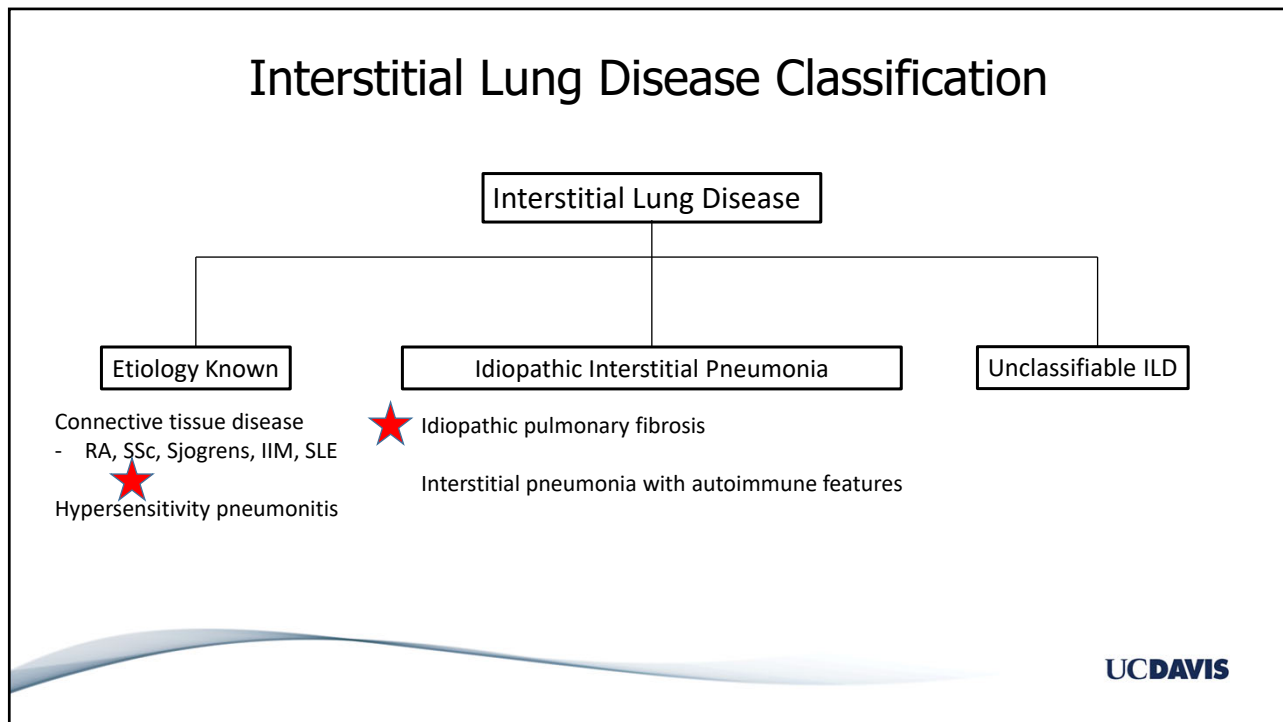 Interstitial Lung Disease Classification
Interstitial Lung Disease
Etiology Known
Connective tissue disease
- RA, SSc, Sjogrens, IIM, SLE
Hypersensitivity pneumonitis
Idiopathic Interstitial Pneumonia
Idiopathic pulmonary fibrosis
Interstitial pneumonia with autoimmune features
Unclassifiable ILD
UCDAVIS